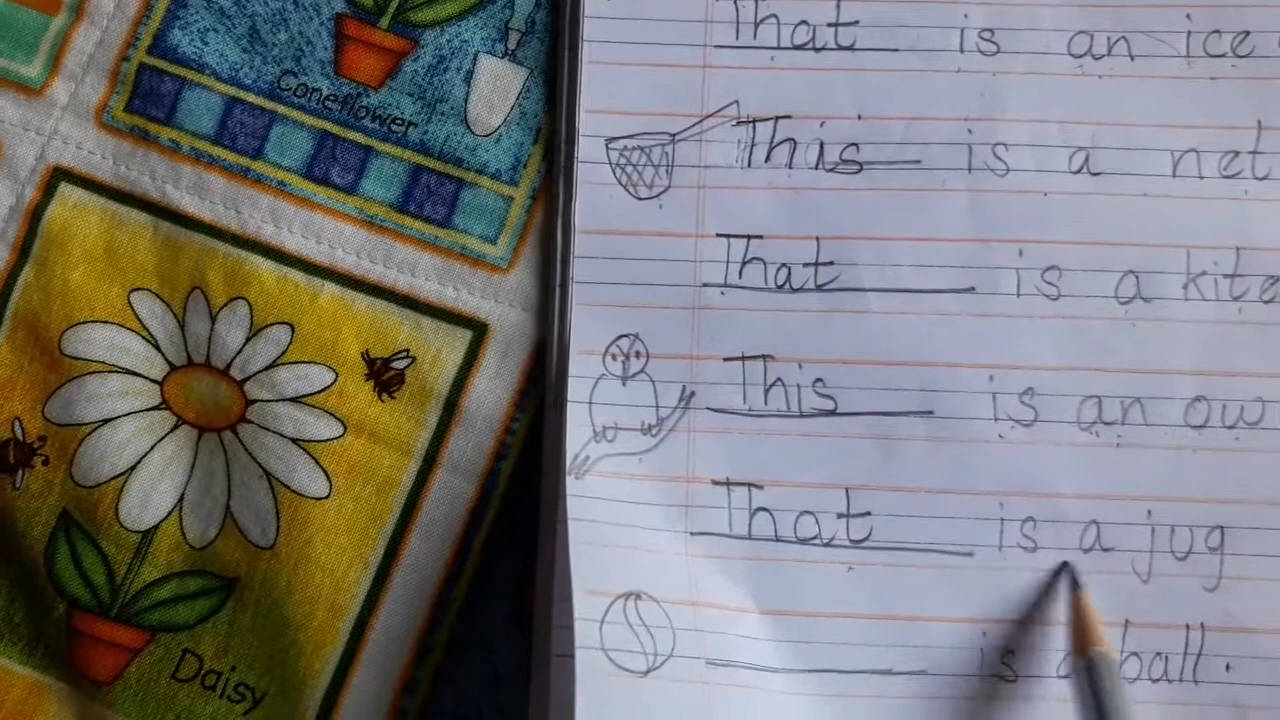 Coneflower
Daisy
That is an ice
This is a net
That is a kite
This is an ow
That is a jug
is a ball.